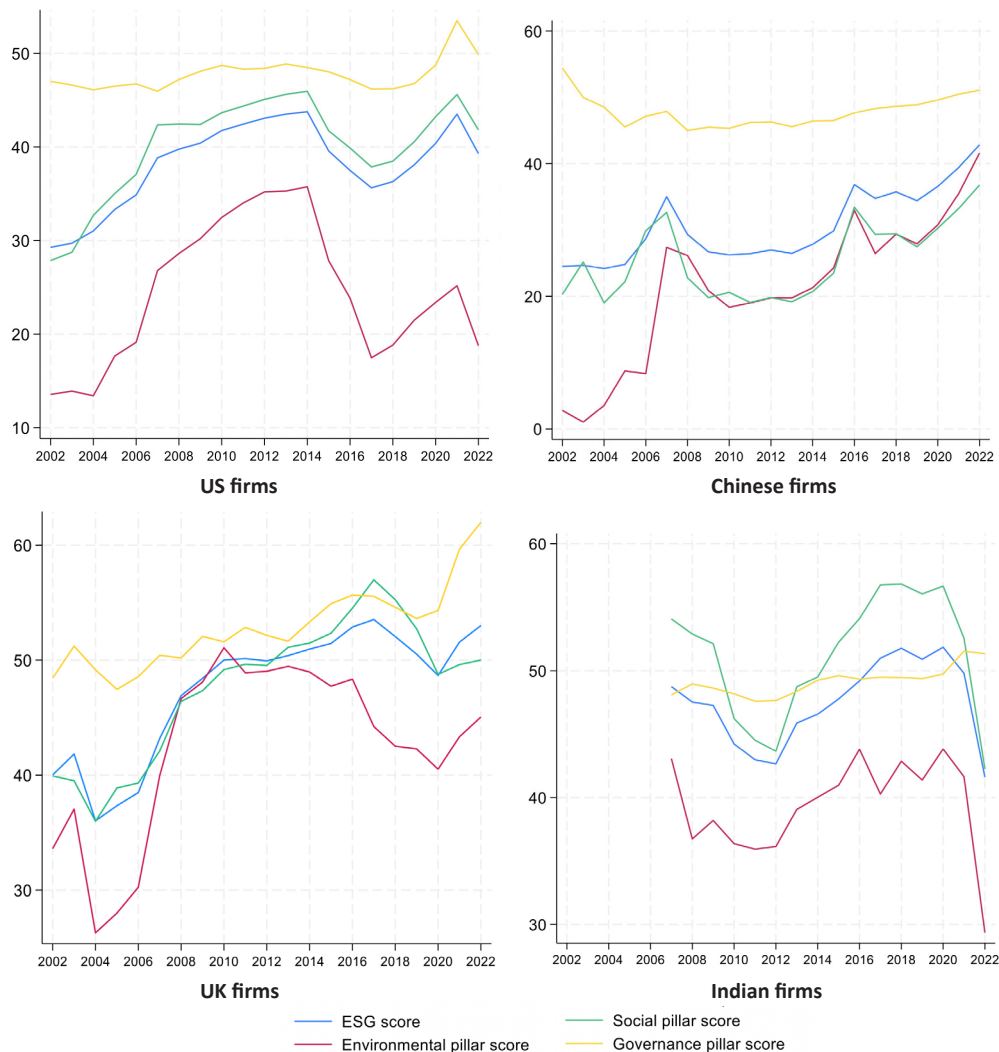 50
40
30
20
10
2002 2004 2006 2008 2010 2012 2014 2016 2018 2020 2022
US firms
60
40
20
0
2002 2004 2006 2008 2010 2012 2014 2016 2018 2020 2022
Chinese firms
60
50
40
30
2002 2004 2006 2008 2010 2012 2014 2016 2018 2020 2022
UK firms
60
50
40
30
2002 2004 2006 2008 2010 2012 2014 2016 2018 2020 2022
Indian firms
ESG score
Social pillar score
Environmental pillar score
Governance pillar score